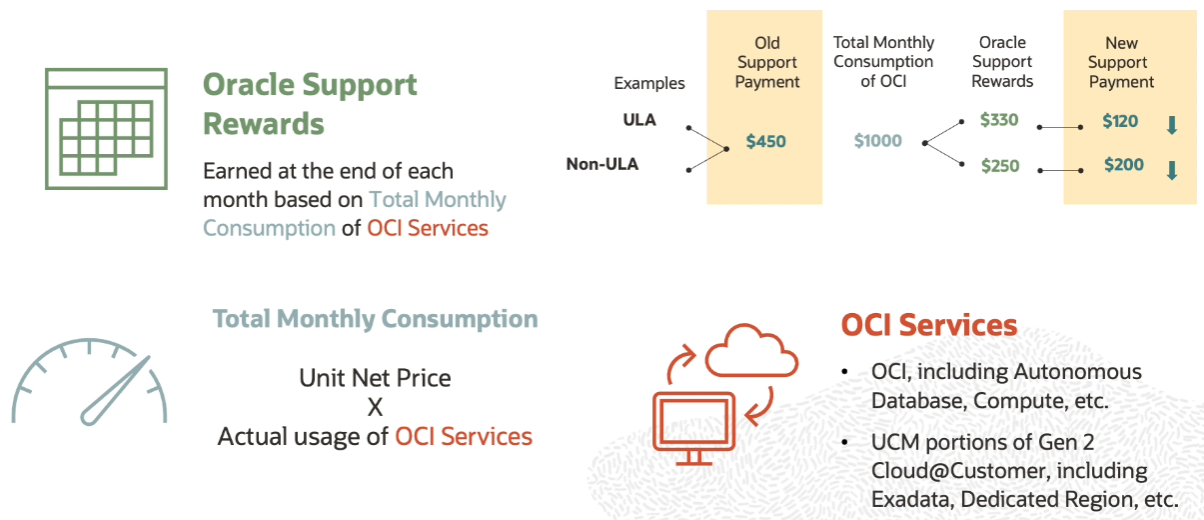 Oracle Support
Rewards
Earned at the end of each
month based on Total Monthly
Consumption of OCI Services
Examples
Old
Support
Payment
Total Monthly
Consumption
of OCI
Oracle
Support
Rewards
New
Support
Payment
ULA
Non-ULA
$450
$1000
$330
$120
$250
$200
Total Monthly Consumption
Unit Net Price
X
Actual usage of OCI Services
OCI Services
• OCI, including Autonomous
Database, Compute, etc.
• UCM portions of Gen 2
Cloud@Customer, including
Exadata, Dedicated Region, etc.